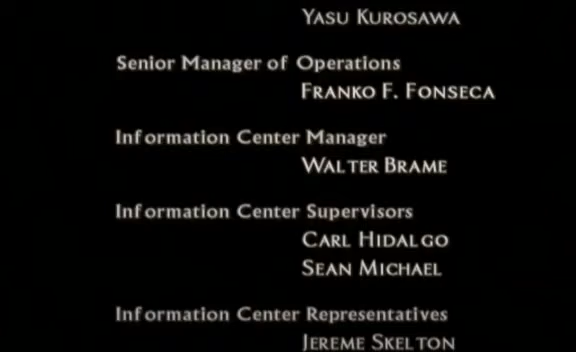 YASU KUROSAWA
Senior Manager of Operations
FRANKO F. FONSECA
Information Center Manager
WALTER BRAME
Information Center Supervisors
CARL HIDALGO
SEAN MICHAEL
Information Center Representatives
JEREME SKELTON